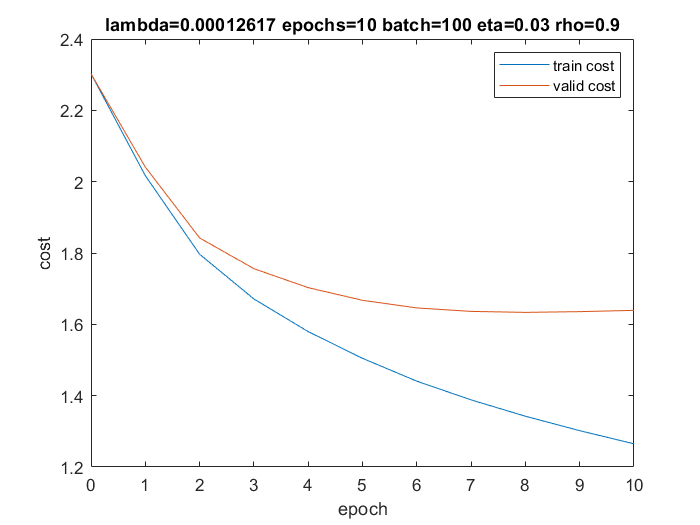 lambda=0.00012617 epochs=10 batch=100 eta=0.03 rho=0.9
train cost
valid cost
2.4
2.2
2
1.8
1.6
1.4
1.2
cost
0 1 2 3 4 5 6 7 8 9 10
epoch